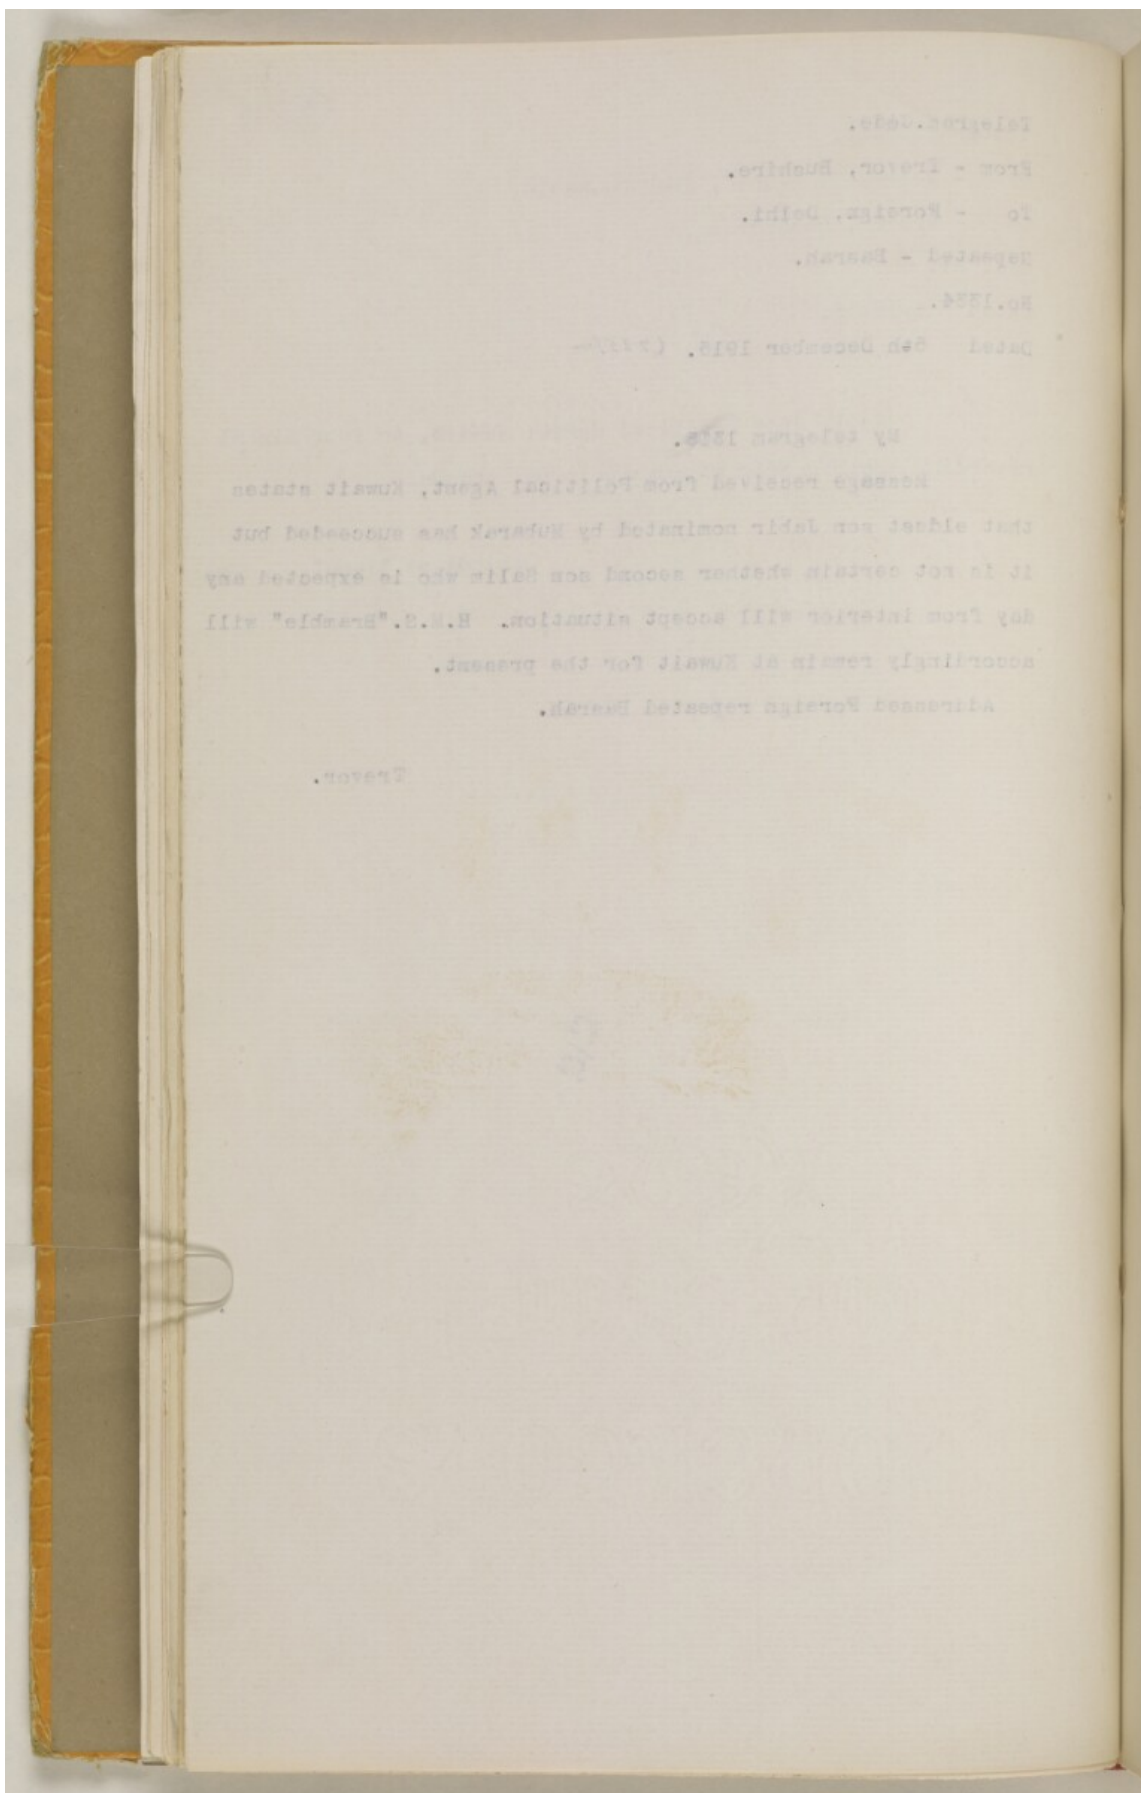 Telegram.Code.
From - Trevor, Bushire.
To - Foreign, Delhi.
Repeated - Basrah.
No.1334.
Dated 5th December 1915.
My telegram
Message received from Political Agent, Kuwait states
that eldest son Jabir nominated by Mubarak has succeeded but
it is not certain whether second son Salim who is expected any
day from interior will accept situation. H.M.S."Bramble" will
accordingly remain at Kuwait for the present.
Addressed Foreign repeated Basrah.
Trevor.